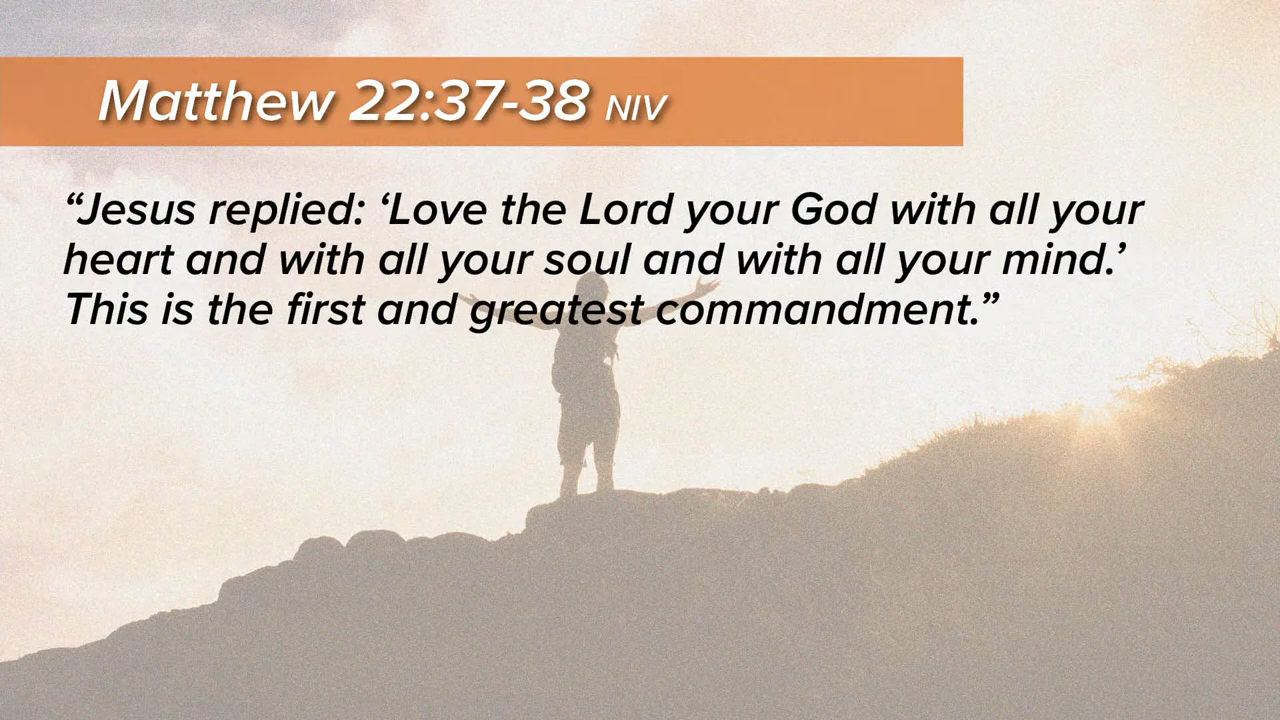 Matthew 22:37-38 NIV
“Jesus replied: ‘Love the Lord your God with all your
heart and with all your soul and with all your mind.’
This is the first and greatest commandment.”